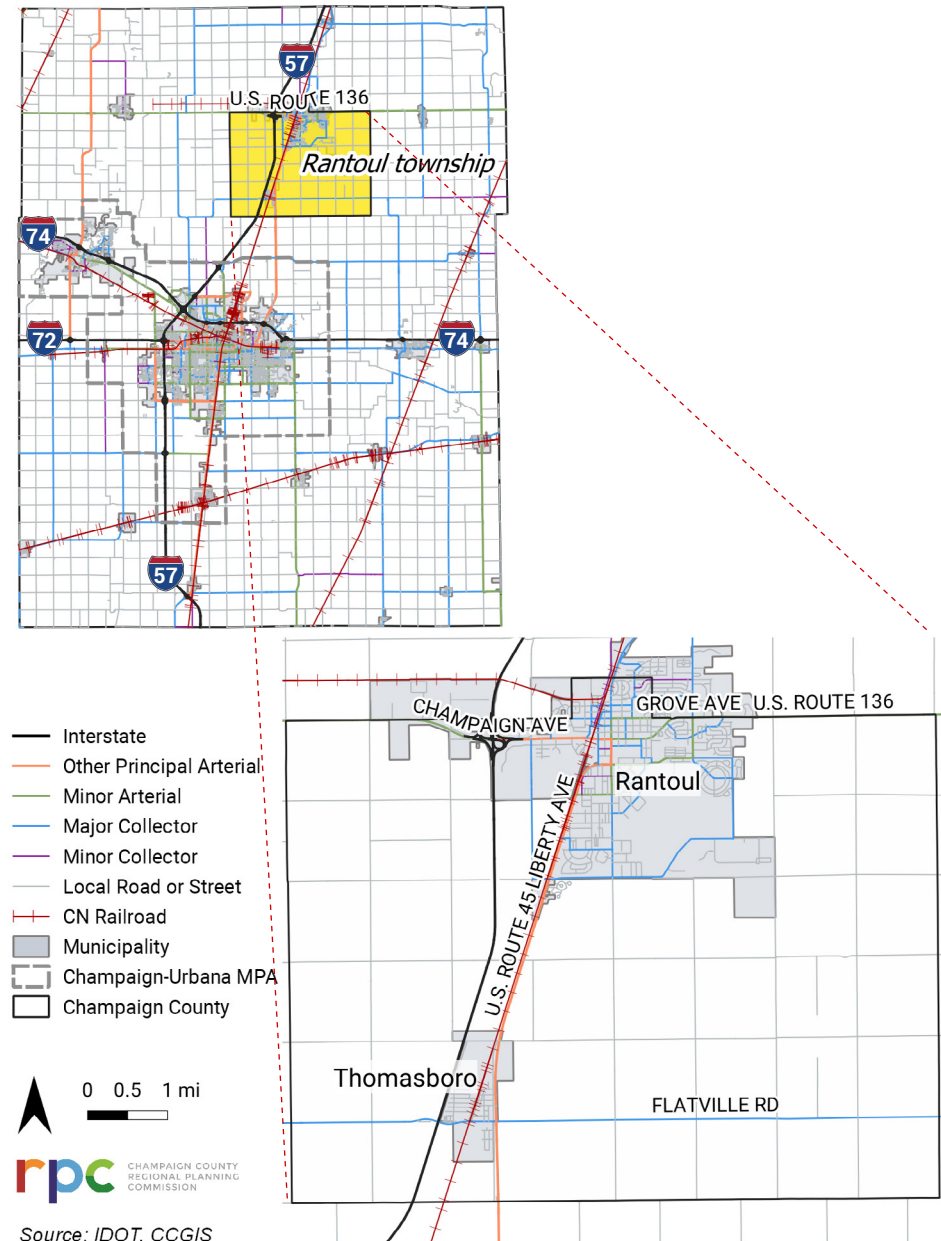 57
U.S. ROUTE 136
Rantoul township
74
72
74
57
Interstate
Other Principal Arterial
Minor Arterial
Major Collector
Minor Collector
Local Road or Street
CN Railroad
Municipality
Champaign-Urbana MPA
Champaign County
0 0.5 1 mi
rpc
CHAMPAIGN COUNTY
REGIONAL PLANNING
COMMISSION
Source: IDOT, CCGIS
CHAMPAIGN AVE
GROVE AVE U.S. ROUTE 136
Rantoul
U.S. ROUTE 45 LIBERTY AVE
Thomasboro
FLATVILLE RD